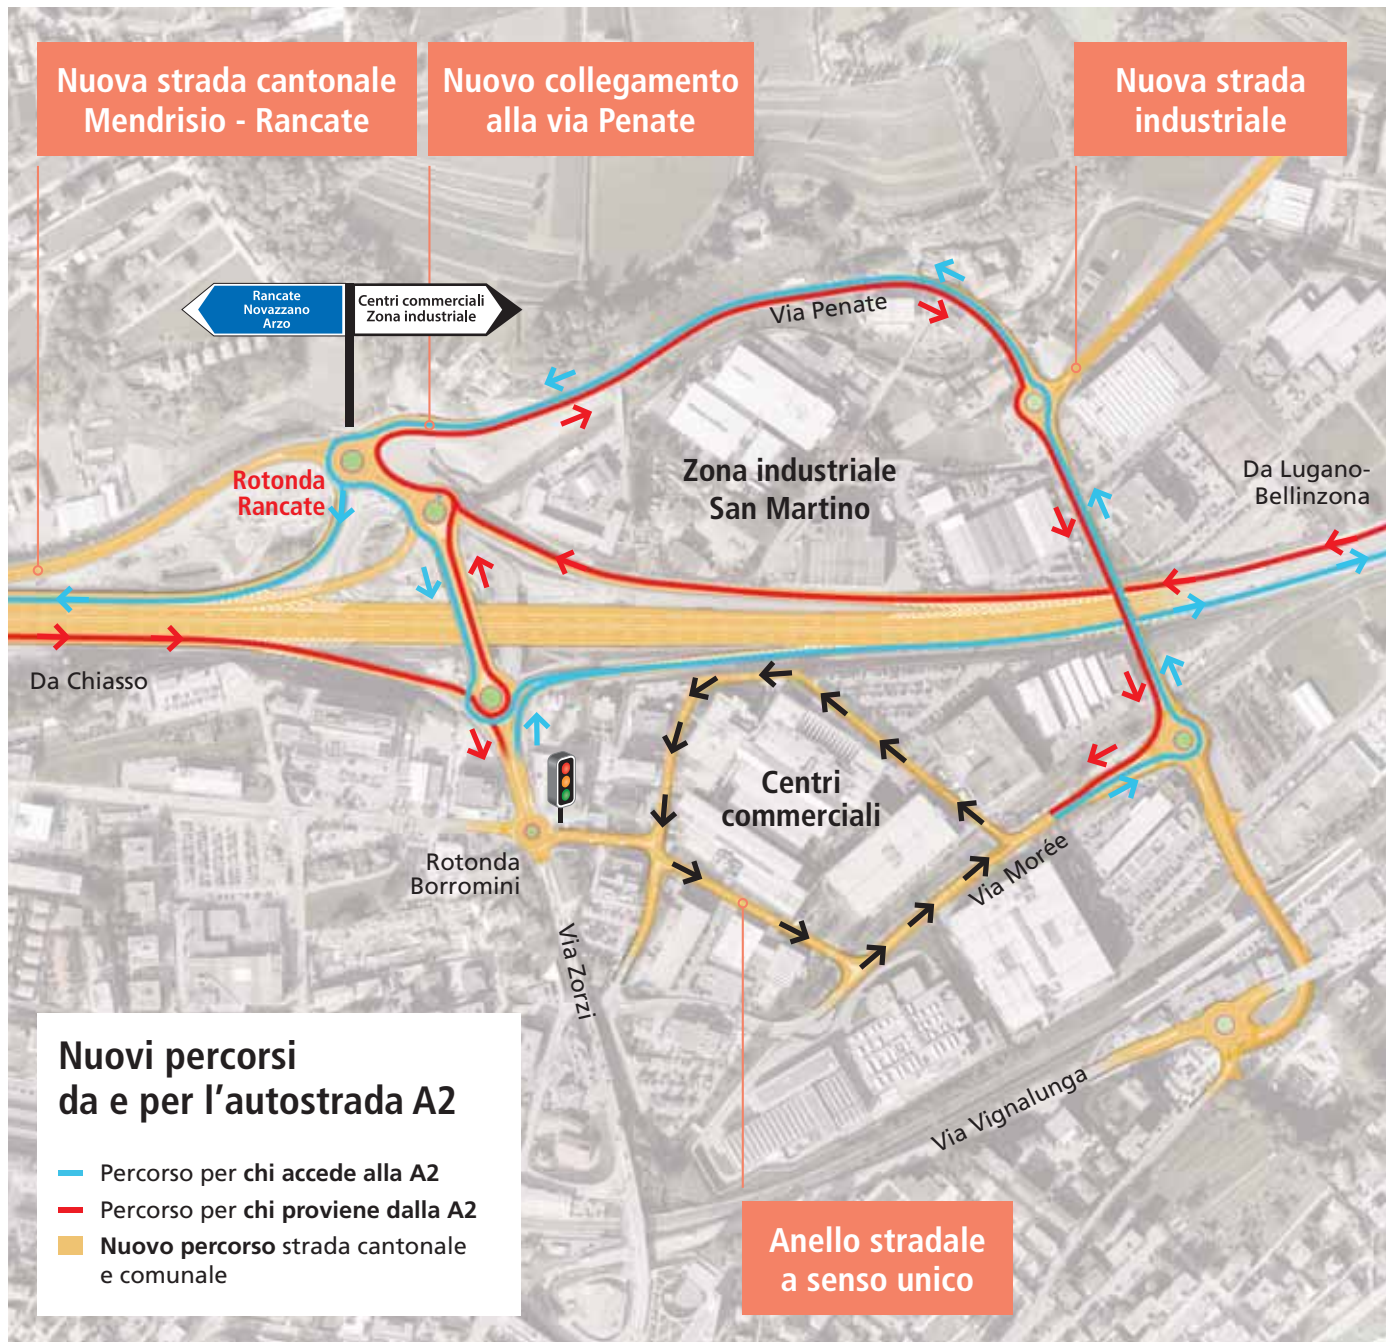 Nuova strada cantonale
Mendrisio - Rancate
Nuovo collegamento
alla via Penate
Nuova strada
industriale
Rancate
Novazzano
Arzo
Centri commerciali
Zona industriale
Via Penate
Rotonda
Rancate
Zona industriale
San Martino
Da Lugano-
Bellinzona
Da Chiasso
Centri
commerciali
Rotonda
Borromini
Via Morée
Via Zorzi
Via Vignalunga
Nuovi percorsi
da e per l'autostrada A2
Percorso per chi accede alla A2
Percorso per chi proviene dalla A2
Nuovo percorso strada cantonale
e comunale
Anello stradale
a senso unico